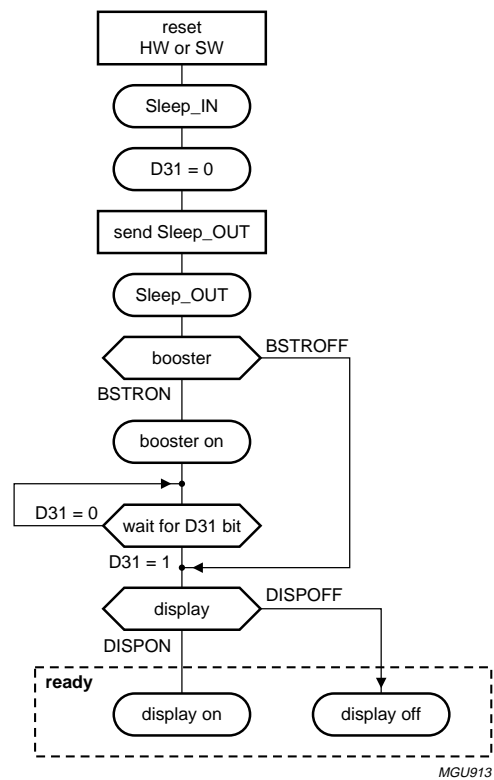 reset
HW or SW
Sleep_IN
D31 = 0
send Sleep_OUT
Sleep_OUT
booster
BSTROFF
BSTRON
booster on
D31 = 0
wait for D31 bit
D31 = 1
display
DISPOFF
DISPON
ready
display on
display off
MGU913